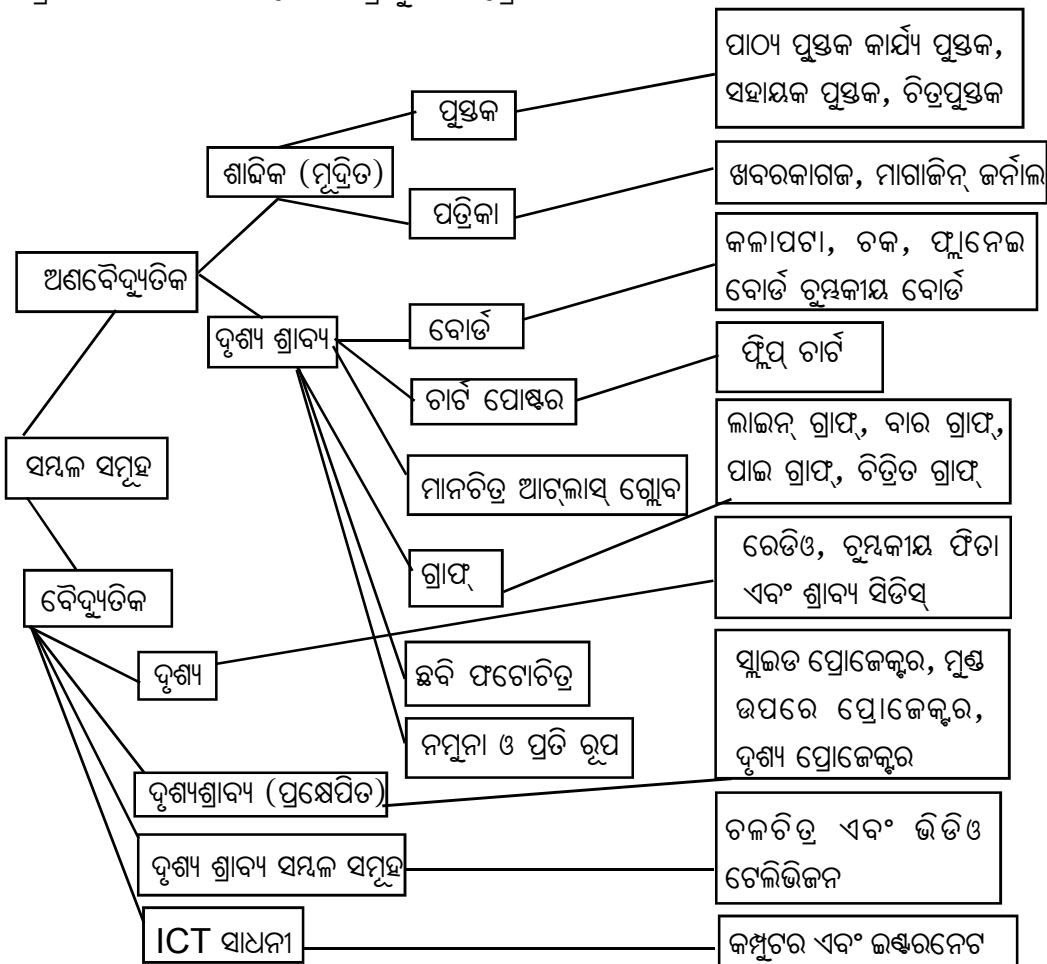 ପାଠ୍ୟ ପୁସ୍ତକ କାର୍ଯ୍ୟ ପୁସ୍ତକ,
ସହାୟକ ପୁସ୍ତକ, ଚିତ୍ରପୁସ୍ତକ
ପୁସ୍ତକ
ଶାବ୍ଦିକ (ମୂଦ୍ରିତ)
ଖବରକାଗଜ, ମାଗାଜିନ୍ ଜର୍ନାଲ
ପତ୍ରିକା
କଳାପଟା, ଚକ, ଫ୍ଲାନେଇ
ବୋର୍ଡ ଚୁମ୍ଭକୀୟ ବୋର୍ଡ
ଅଣବୈଦ୍ୟୁତିକ
ଦୃଶ୍ୟ ଶ୍ରାବ୍ୟ
ବୋର୍ଡ
ଫ୍ଲିପ୍ ଚାର୍ଟ
ଚାର୍ଟ ପୋଷ୍ଟର
ଲାଇନ୍ ଗ୍ରାଫ୍, ବାର ଗ୍ରାଫ୍,
ପାଇ ଗ୍ରାଫ୍, ଚିତ୍ରିତ ଗ୍ରାଫ୍
ସମ୍ବଳ ସମୂହ
ମାନଚିତ୍ର ଆଟ୍‌ଲାସ୍ ଗ୍ଲୋବ
ଗ୍ରାଫ୍
ରେଡିଓ, ଚୁମ୍ବକୀୟ ଫିତା
ଏବଂ ଶ୍ରାବ୍ୟ ସିଡିସ୍
ବୈଦ୍ୟୁତିକ
ଦୃଶ୍ୟ
ଛବି ଫଟୋଚିତ୍ର
ସ୍ଲାଇଡ ପ୍ରୋଜେକ୍ଟର, ମୁଣ୍ଡ
ଉପରେ ପ୍ରୋଜେକ୍ଟର,
ଦୃଶ୍ୟ ପ୍ରୋଜେକ୍ଟର
ନମୁନା ଓ ପ୍ରତି ରୂପ
ଦୃଶ୍ୟଶ୍ରାବ୍ୟ (ପ୍ରକ୍ଷେପିତ)
ଚଳଚିତ୍ର ଏବଂ ଭିଡିଓ
ଟେଲିଭିଜନ
ଦୃଶ୍ୟ ଶ୍ରାବ୍ୟ ସମ୍ବଳ ସମୂହ
ICT ସାଧନୀ
କମ୍ପୁଟର ଏବଂ ଇଣ୍ଟରନେଟ